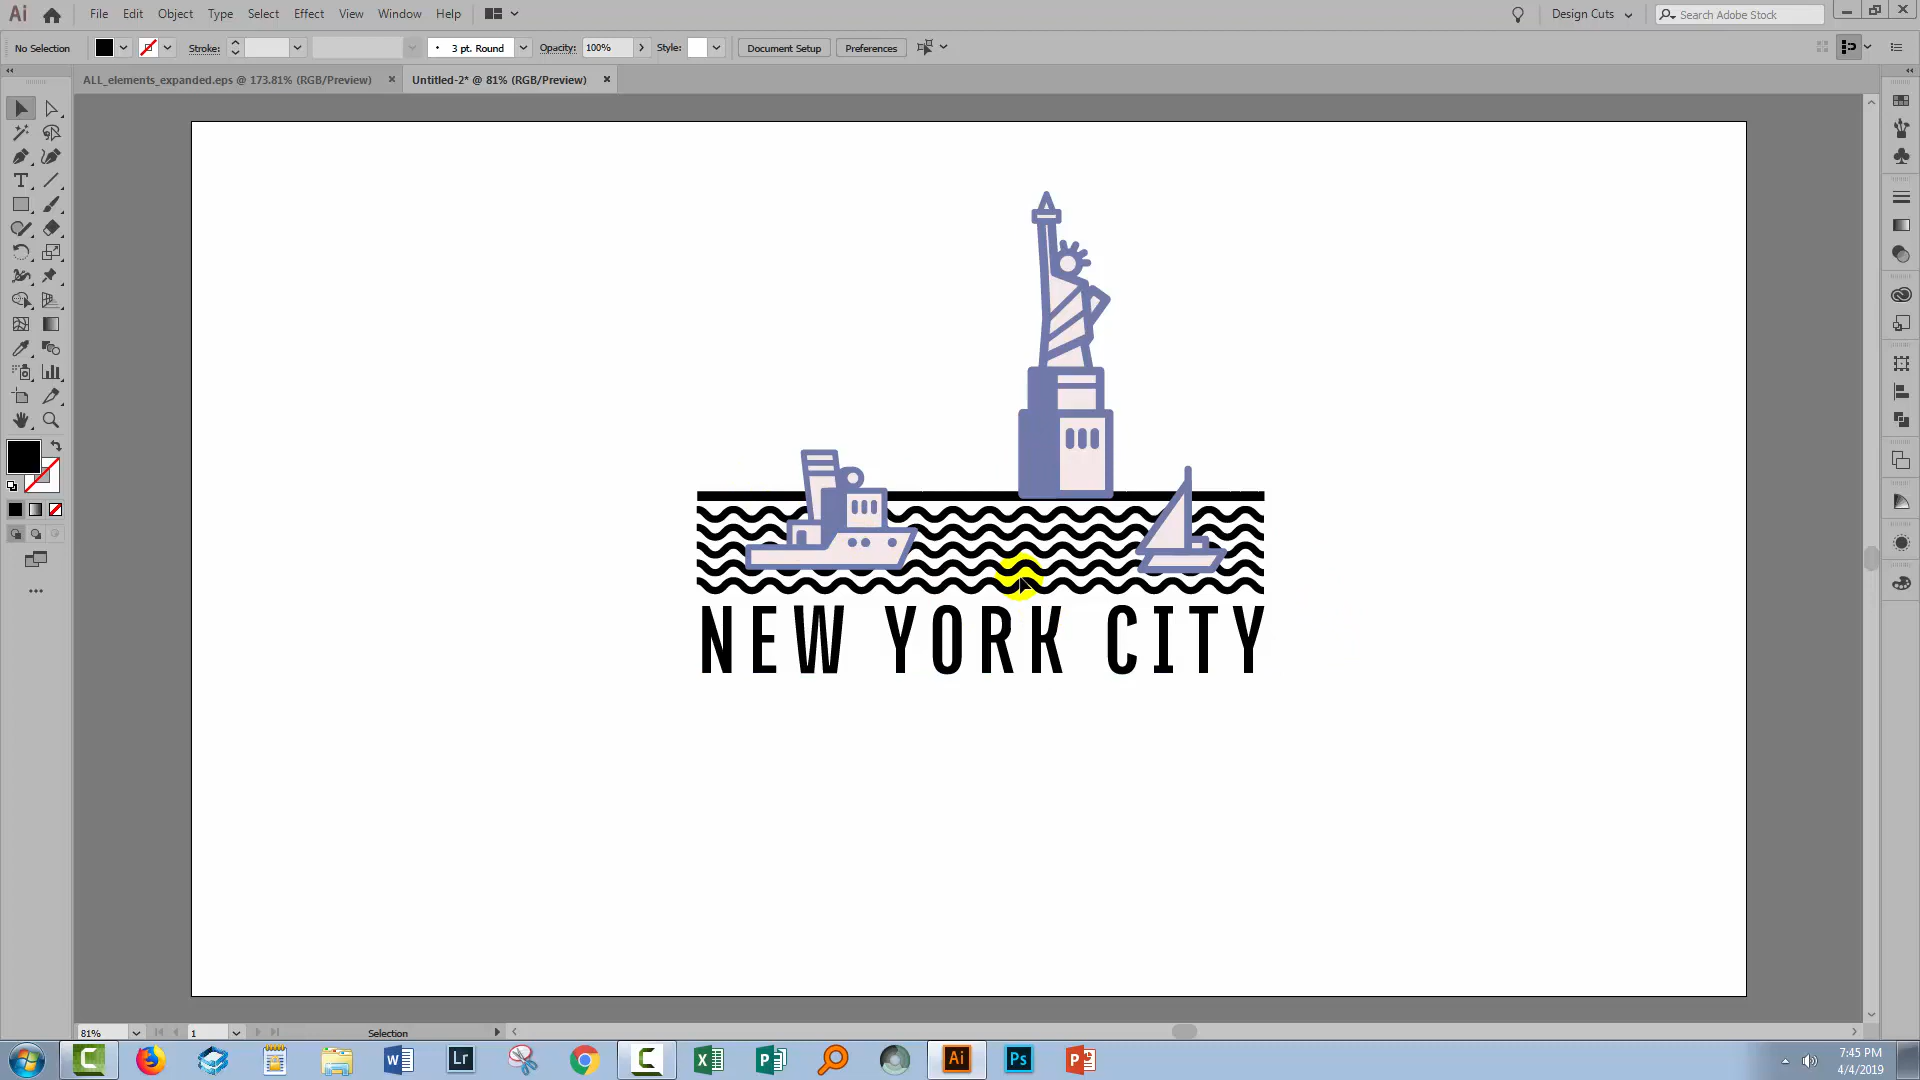 Ai File Edit Object Type Select Effect View Window Help Design Cuts Search Adobe Stock
No Selection Stroke: 3 pt. Round Opacity: 100% Style: Document Setup Preferences
ALL_elements_expanded.eps @ 173.81% (RGB/Preview) Untitled-2* @ 81% (RGB/Preview)
NEW YORK CITY
81% 1 Selection
7:45 PM
4/4/2019